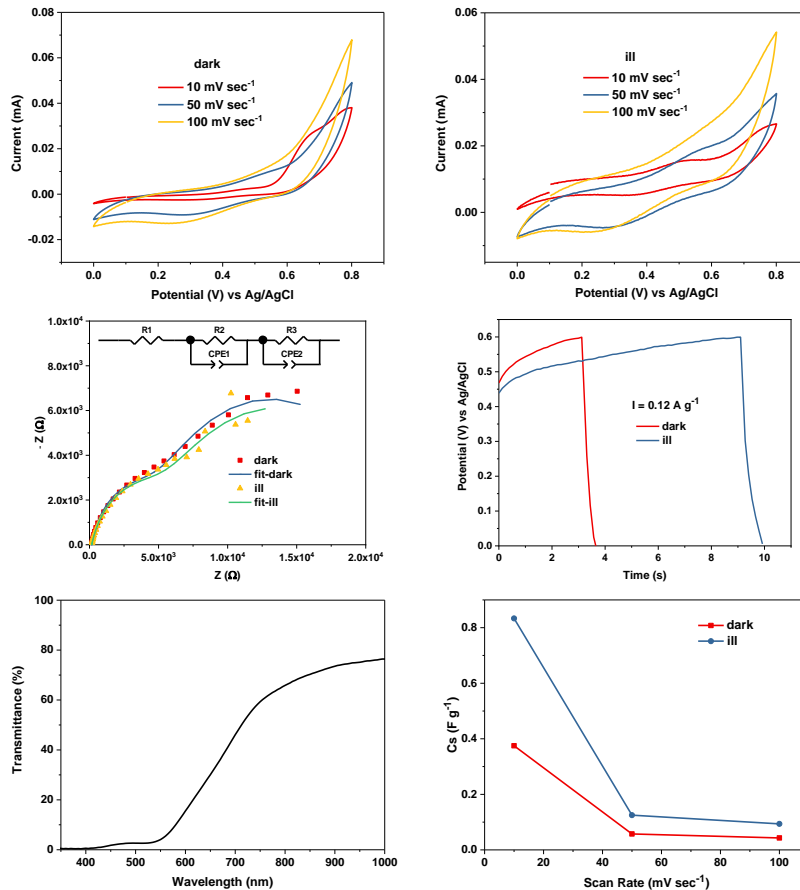 dark
10 mV sec⁻¹
50 mV sec⁻¹
100 mV sec⁻¹
Current (mA)
0.08
0.06
0.04
0.02
0.00
-0.02
0.0 0.2 0.4 0.6 0.8
Potential (V) vs Ag/AgCl
ill
10 mV sec⁻¹
50 mV sec⁻¹
100 mV sec⁻¹
Current (mA)
0.06
0.04
0.02
0.00
0.0 0.2 0.4 0.6 0.8
Potential (V) vs Ag/AgCl
R1 R2 R3
CPE1 CPE2
- Z (Ω)
1.0x10⁴
8.0x10³
6.0x10³
4.0x10³
2.0x10³
0.0
dark
fit-dark
ill
fit-ill
0.0 5.0x10³ 1.0x10⁴ 1.5x10⁴ 2.0x10⁴
Z (Ω)
Potential (V) vs Ag/AgCl
0.7
0.6
0.5
0.4
0.3
0.2
0.1
0.0
I = 0.12 A g⁻¹
dark
ill
0 2 4 6 8 10
Time (s)
Transmittance (%)
100
80
60
40
20
0
400 500 600 700 800 900 1000
Wavelength (nm)
Cs (F g⁻¹)
0.8
0.6
0.4
0.2
0.0
dark
ill
0 20 40 60 80 100
Scan Rate (mV sec⁻¹)